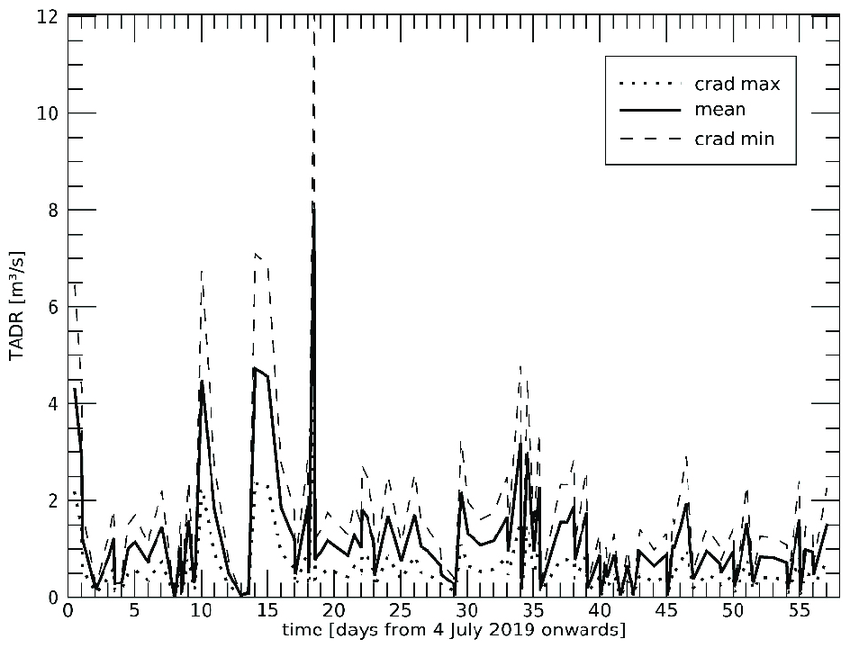 12
10
8
6
4
2
0
TADR [m³/s]
crad max
mean
crad min
0 5 10 15 20 25 30 35 40 45 50 55
time [days from 4 July 2019 onwards]